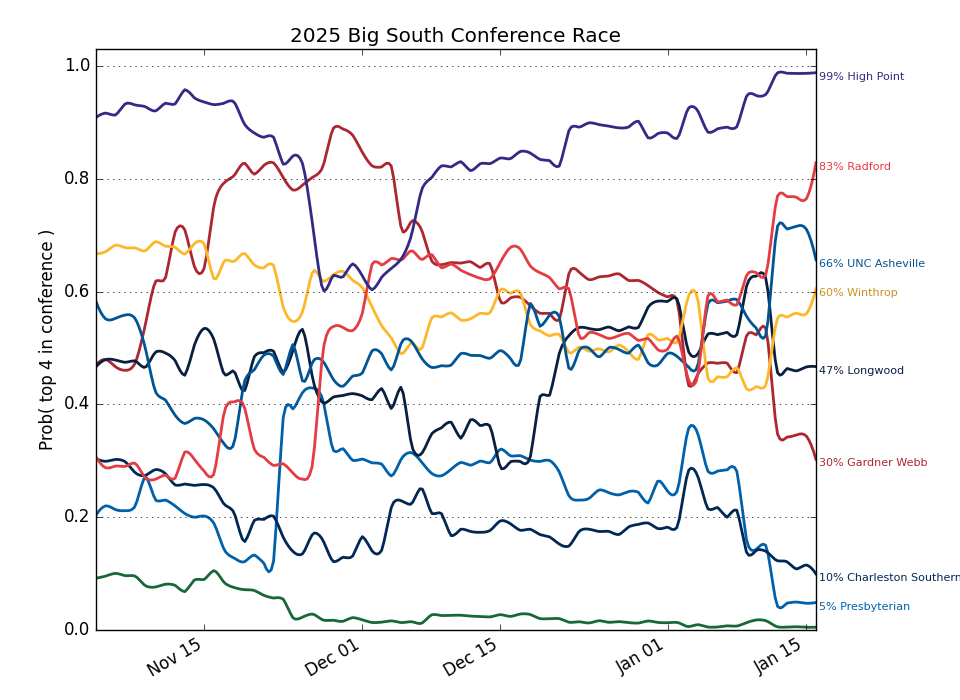 2025 Big South Conference Race
Prob( top 4 in conference )
1.0
0.8
0.6
0.4
0.2
0.0
Nov 15
Dec 01
Dec 15
Jan 01
Jan 15
99% High Point
83% Radford
66% UNC Asheville
60% Winthrop
47% Longwood
30% Gardner Webb
10% Charleston Southern
5% Presbyterian